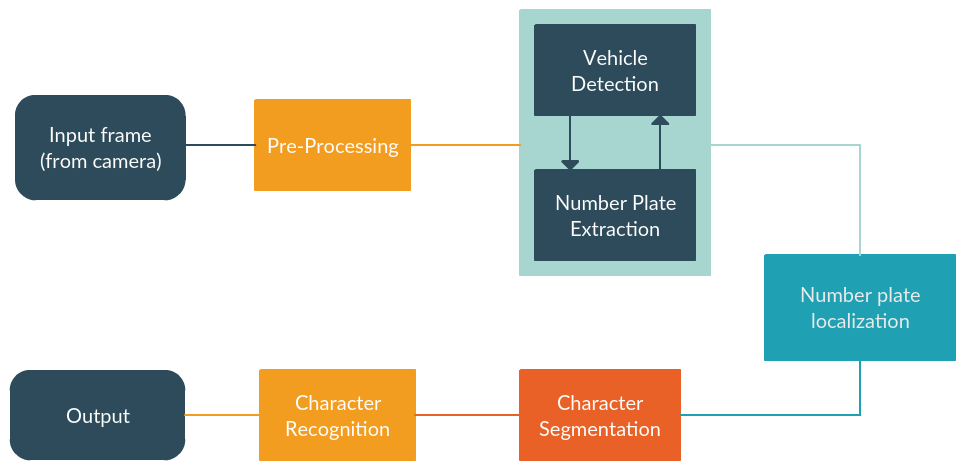 Input frame
(from camera)
Pre-Processing
Vehicle
Detection
Number Plate
Extraction
Number plate
localization
Character
Segmentation
Character
Recognition
Output